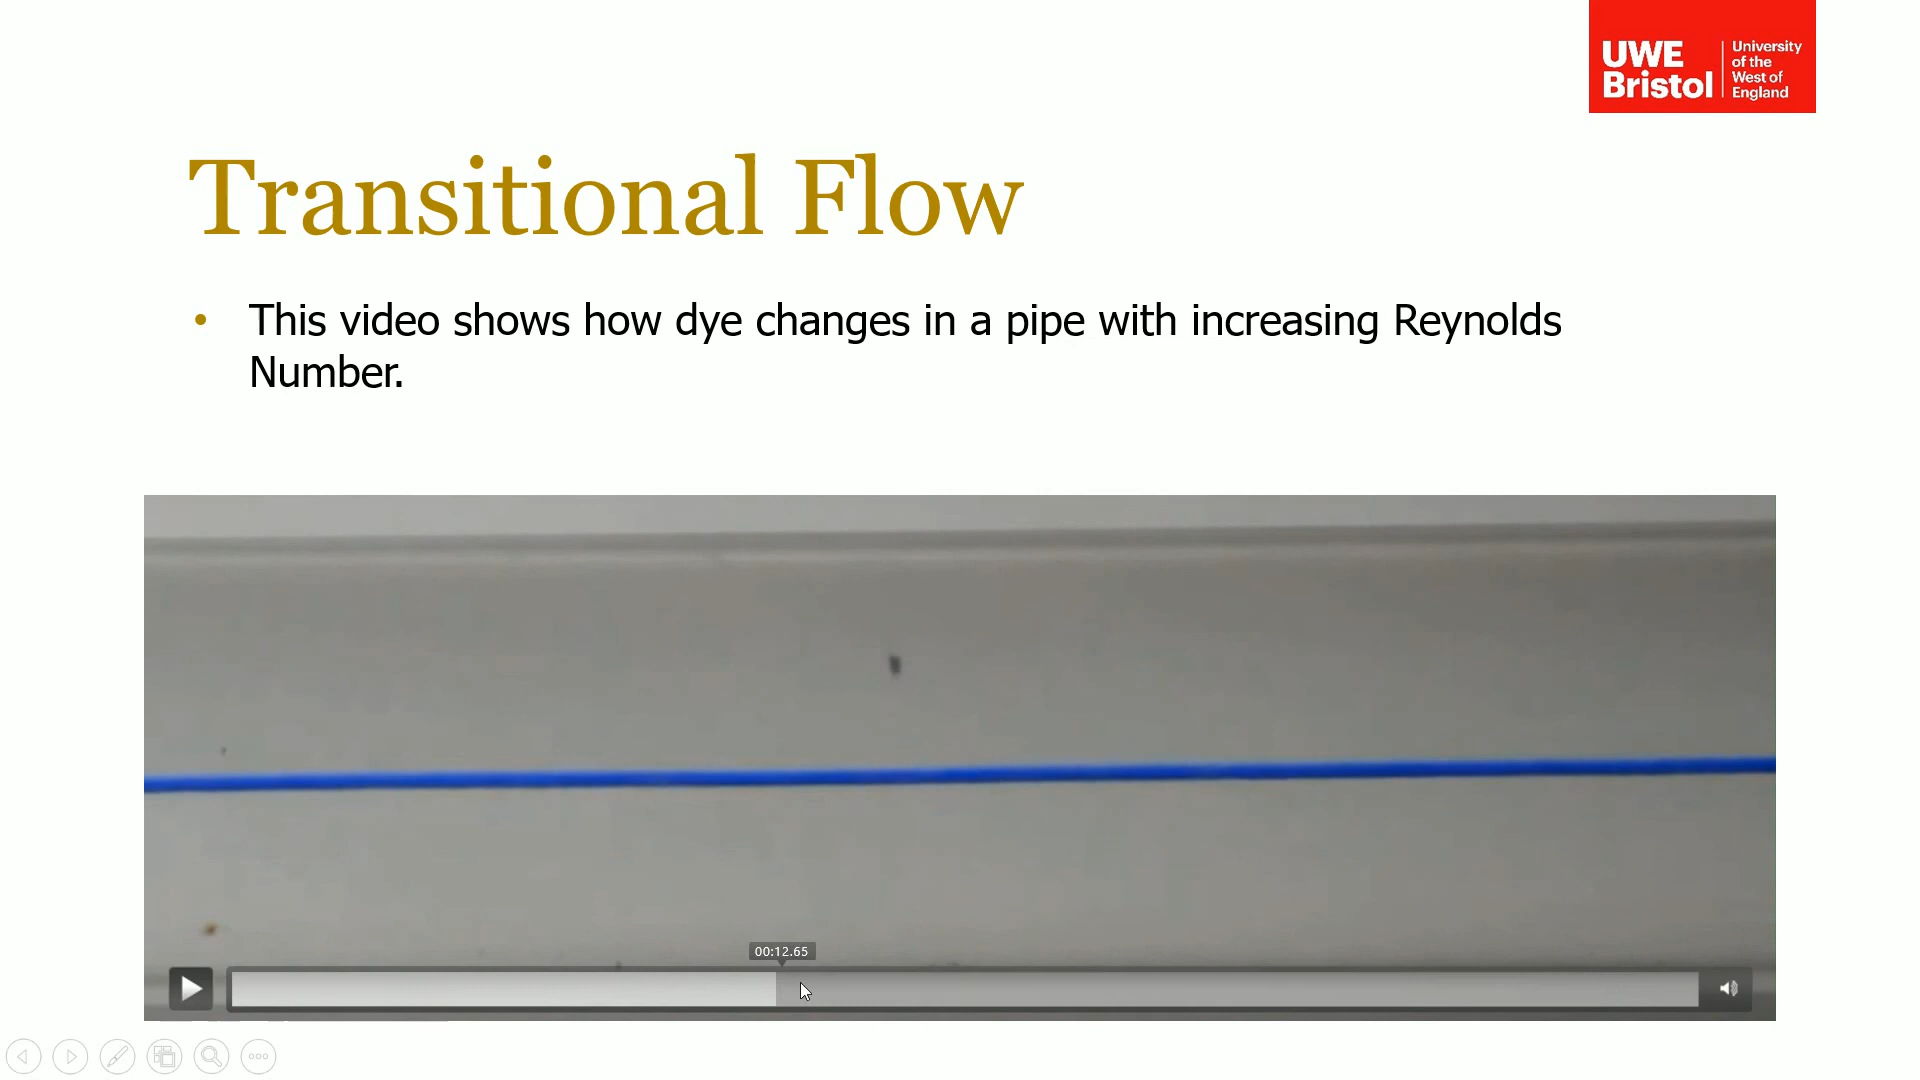 UWE
Bristol
University
of the
West of
England
Transitional Flow
• This video shows how dye changes in a pipe with increasing Reynolds
Number.
00:12.65